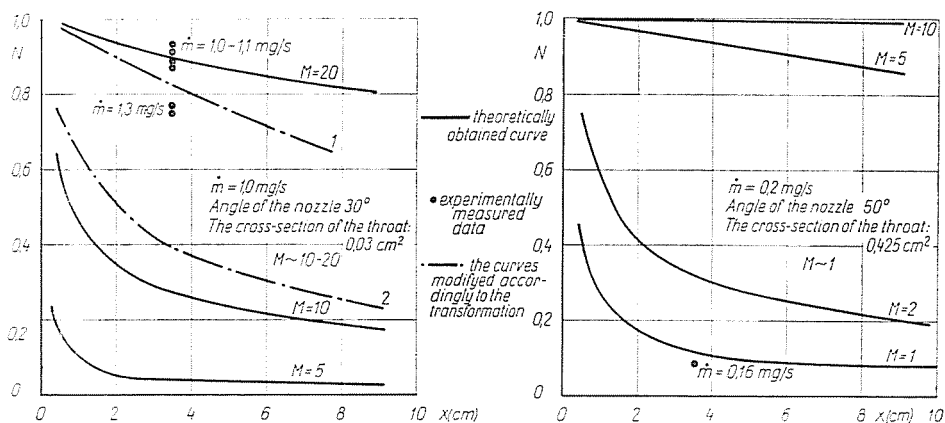 1,0
N
0,8
0,6
0,4
0,2
0
0 2 4 6 8 10
X(cm)
ṁ = 1,0-1,1 mg/s
M=20
ṁ = 1,3 mg/s
1
ṁ = 1,0 mg/s
Angle of the nozzle 30°
The cross-section of the throat:
0,03 cm²
M~10-20
2
M=10
M=5
theoretically
obtained curve
experimentally
measured
data
the curves
modifyed accor-
dingly to the
transformation
1,0
N
0,8
0,6
0,4
0,2
0
0 2 4 6 8 10
X(cm)
M=10
M=5
ṁ = 0,2 mg/s
Angle of the nozzle 50°
The cross-section of the throat:
0,425 cm²
M~1
M=2
M=1
ṁ = 0,16 mg/s